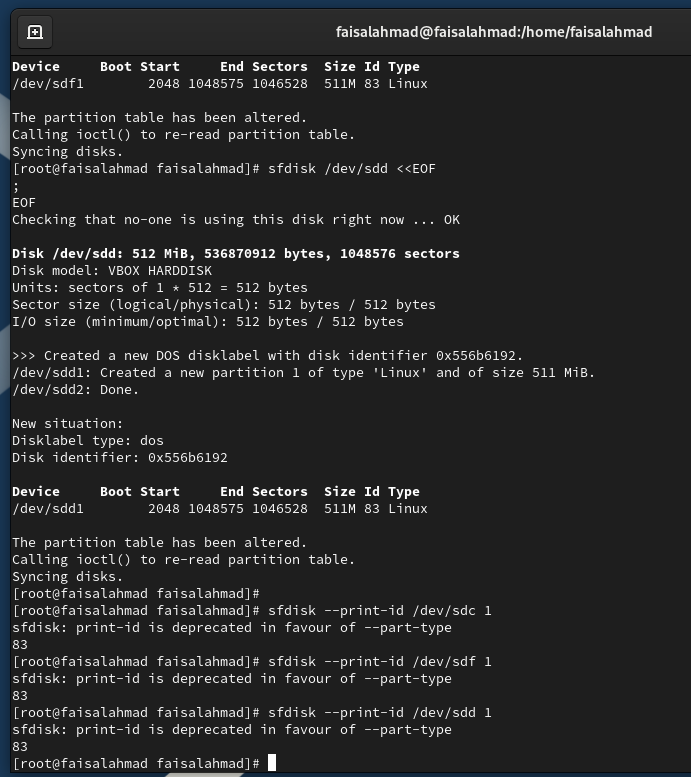 faisalahmad@faisalahmad:/home/faisalahmad
Device     Boot Start     End Sectors  Size Id Type
/dev/sdf1        2048 1048575 1046528  511M 83 Linux
The partition table has been altered.
Calling ioctl() to re-read partition table.
Syncing disks.
[root@faisalahmad faisalahmad]# sfdisk /dev/sdd <<EOF
;
EOF
Checking that no-one is using this disk right now ... OK
Disk /dev/sdd: 512 MiB, 536870912 bytes, 1048576 sectors
Disk model: VBOX HARDDISK
Units: sectors of 1 * 512 = 512 bytes
Sector size (logical/physical): 512 bytes / 512 bytes
I/O size (minimum/optimal): 512 bytes / 512 bytes
>>> Created a new DOS disklabel with disk identifier 0x556b6192.
/dev/sdd1: Created a new partition 1 of type 'Linux' and of size 511 MiB.
/dev/sdd2: Done.
New situation:
Disklabel type: dos
Disk identifier: 0x556b6192
Device     Boot Start     End Sectors  Size Id Type
/dev/sdd1        2048 1048575 1046528  511M 83 Linux
The partition table has been altered.
Calling ioctl() to re-read partition table.
Syncing disks.
[root@faisalahmad faisalahmad]#
[root@faisalahmad faisalahmad]# sfdisk --print-id /dev/sdc 1
sfdisk: print-id is deprecated in favour of --part-type
83
[root@faisalahmad faisalahmad]# sfdisk --print-id /dev/sdf 1
sfdisk: print-id is deprecated in favour of --part-type
83
[root@faisalahmad faisalahmad]# sfdisk --print-id /dev/sdd 1
sfdisk: print-id is deprecated in favour of --part-type
83
[root@faisalahmad faisalahmad]#